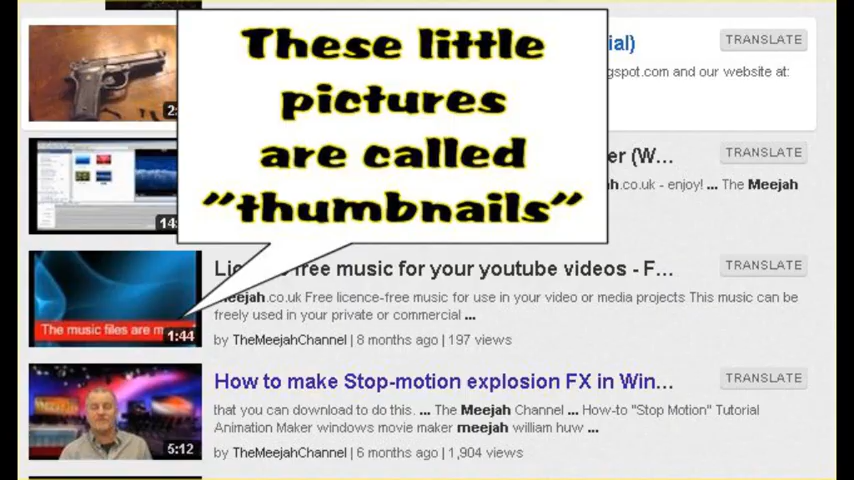 These little
pictures
are called
"thumbnails"
ial)
TRANSLATE
gspot.com and our website at:
2:
er (W...
TRANSLATE
h.co.uk - enjoy! ... The Meejah
14
free music for your youtube videos - F...
TRANSLATE
.co.uk Free licence-free music for use in your video or media projects This music can be
freely used in your private or commercial ...
The music files are m
1:44
by TheMeejahChannel | 8 months ago | 197 views
How to make Stop-motion explosion FX in Win...
TRANSLATE
that you can download to do this. ... The Meejah Channel ... How-to "Stop Motion" Tutorial
Animation Maker windows movie maker meejah william huw ...
5:12
by TheMeejahChannel | 6 months ago | 1,904 views